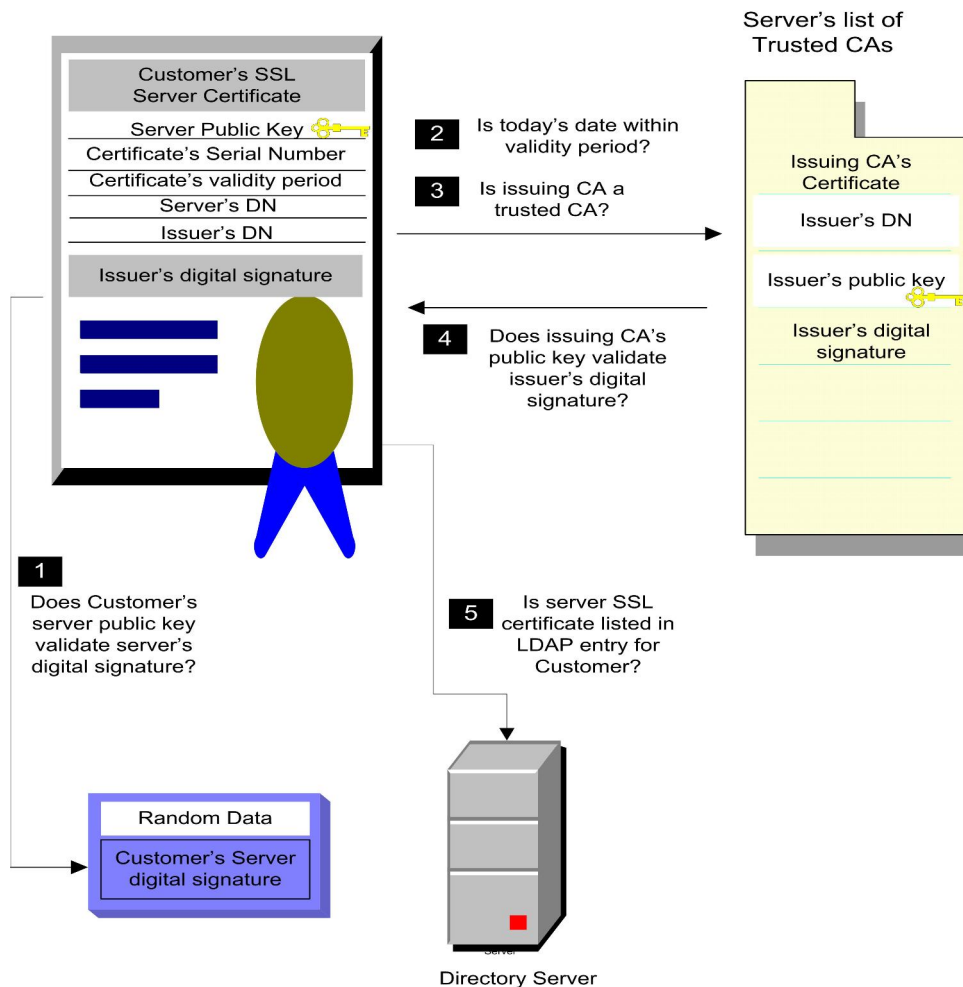 Server's list of
Trusted CAs
Customer's SSL
Server Certificate
Server Public Key
Certificate's Serial Number
Certificate's validity period
Server's DN
Issuer's DN
Issuer's digital signature
2
Is today's date within
validity period?
3
Is issuing CA a
trusted CA?
4
Does issuing CA's
public key validate
issuer's digital
signature?
Issuing CA's
Certificate
Issuer's DN
Issuer's public key
Issuer's digital
signature
1
Does Customer's
server public key
validate server's
digital signature?
5
Is server SSL
certificate listed in
LDAP entry for
Customer?
Random Data
Customer's Server
digital signature
Server
Directory Server